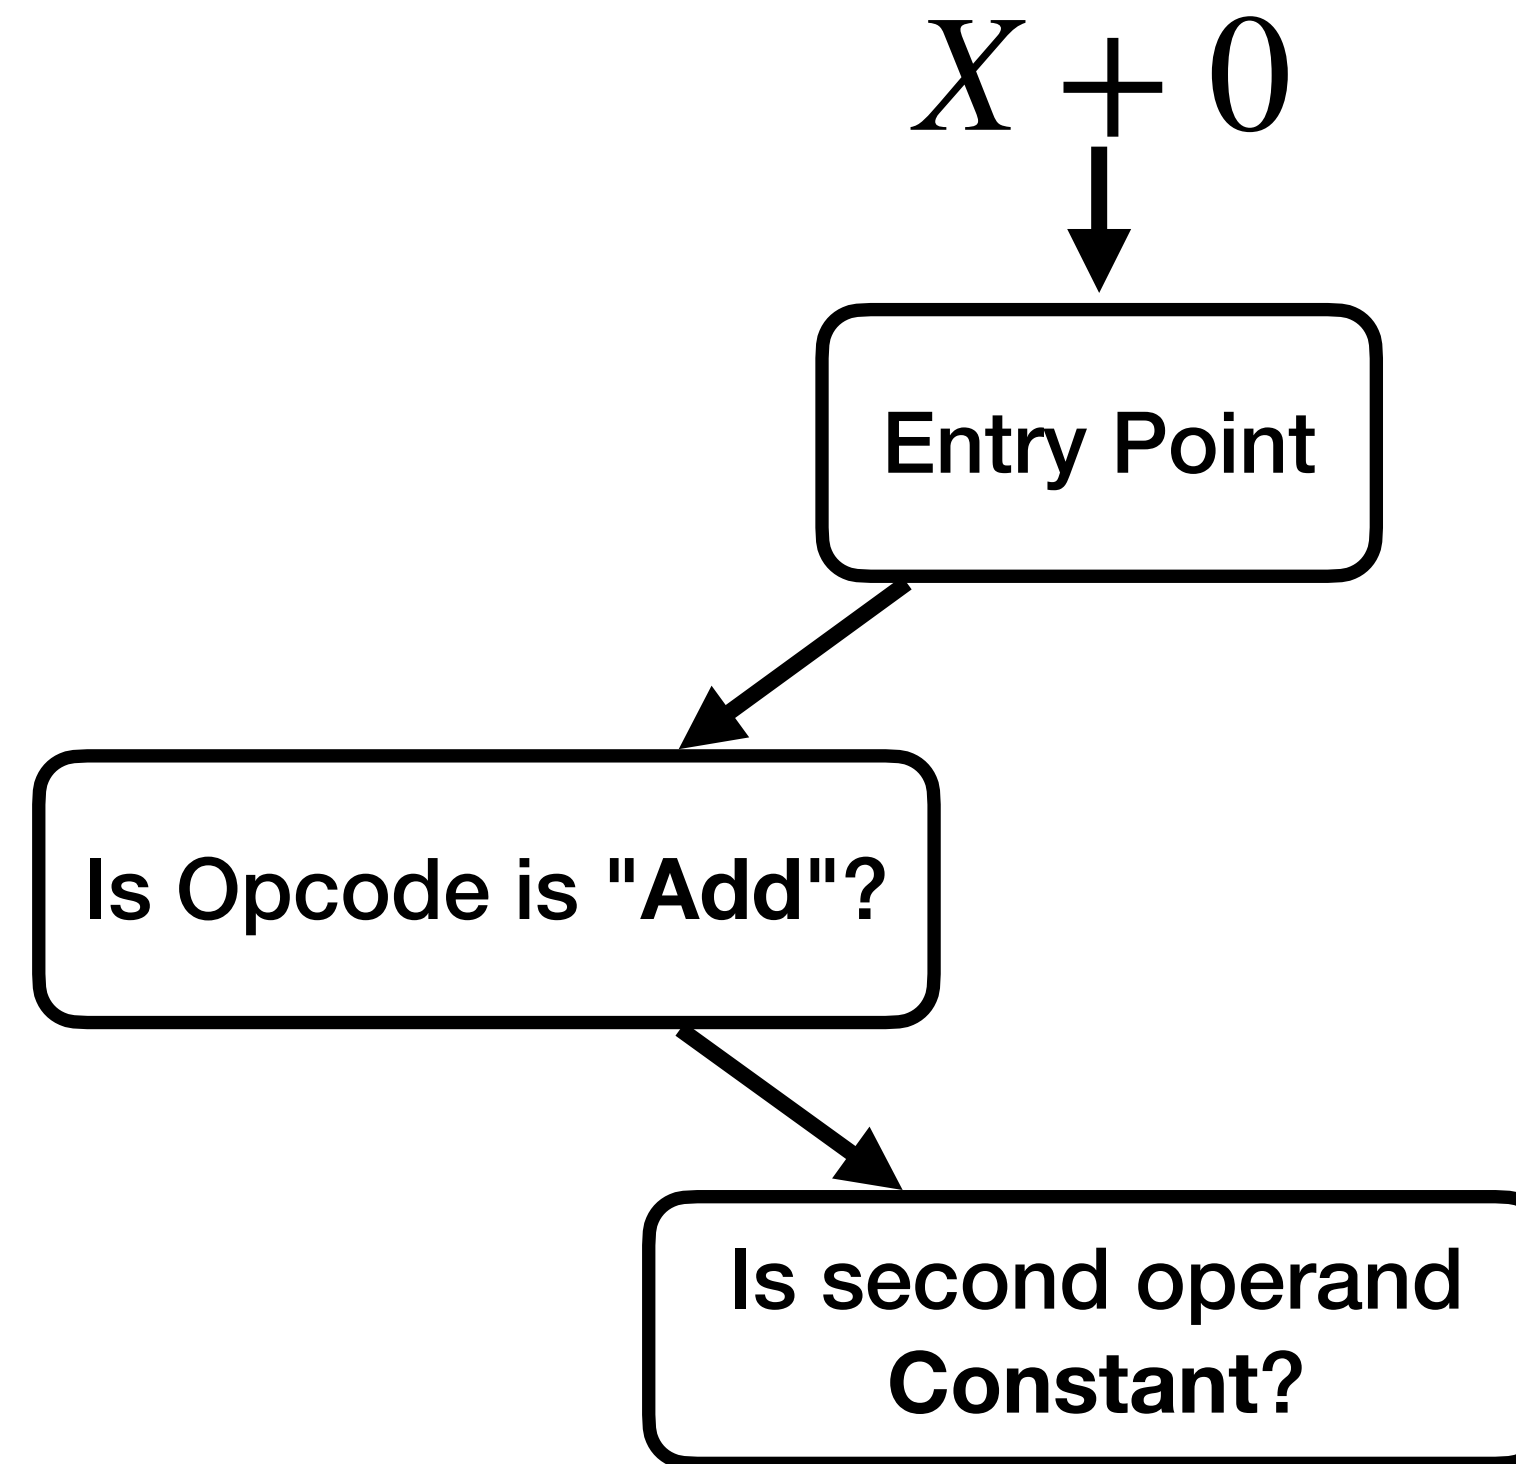 X + 0
Entry Point
Is Opcode is "Add"?
Is second operand
Constant?